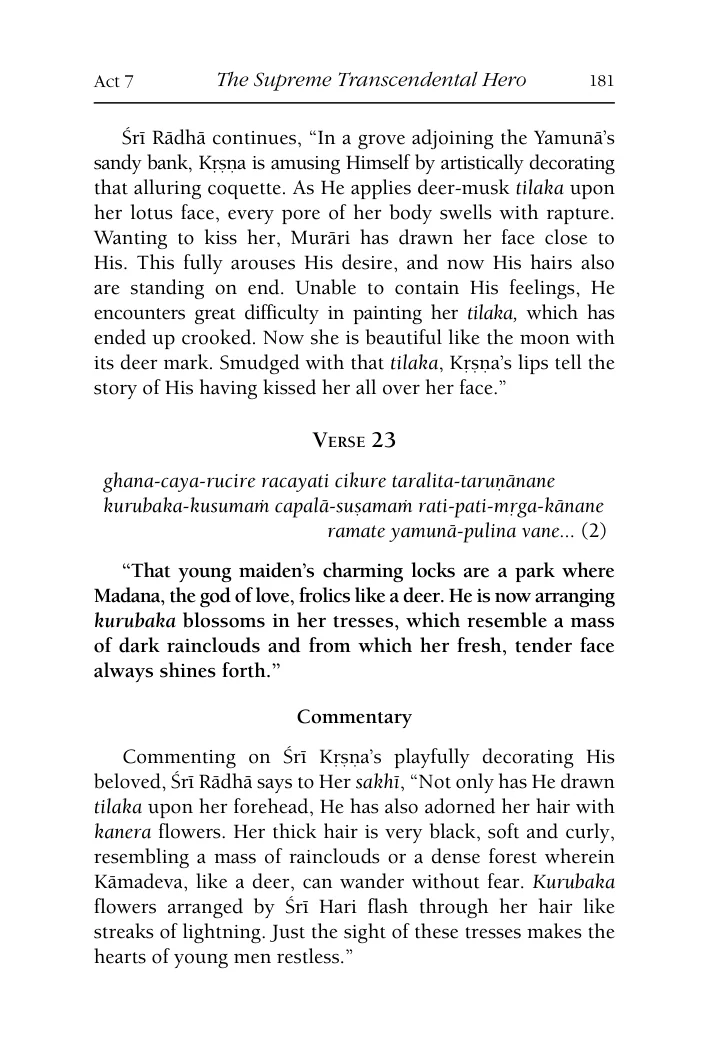 Act 7 The Supreme Transcendental Hero 181
Śrī Rādhā continues, “In a grove adjoining the Yamunā’s
sandy bank, Kṛṣṇa is amusing Himself by artistically decorating
that alluring coquette. As He applies deer-musk tilaka upon
her lotus face, every pore of her body swells with rapture.
Wanting to kiss her, Murāri has drawn her face close to
His. This fully arouses His desire, and now His hairs also
are standing on end. Unable to contain His feelings, He
encounters great difficulty in painting her tilaka, which has
ended up crooked. Now she is beautiful like the moon with
its deer mark. Smudged with that tilaka, Kṛṣṇa’s lips tell the
story of His having kissed her all over her face.”
Verse 23
ghana-caya-rucire racayati cikure taralita-taruṇānane
kurubaka-kusumaṁ capalā-suṣamaṁ rati-pati-mṛga-kānane
ramate yamunā-pulina vane... (2)
“That young maiden’s charming locks are a park where
Madana, the god of love, frolics like a deer. He is now arranging
kurubaka blossoms in her tresses, which resemble a mass
of dark rainclouds and from which her fresh, tender face
always shines forth.”
Commentary
Commenting on Śrī Kṛṣṇa’s playfully decorating His
beloved, Śrī Rādhā says to Her sakhī, “Not only has He drawn
tilaka upon her forehead, He has also adorned her hair with
kanera flowers. Her thick hair is very black, soft and curly,
resembling a mass of rainclouds or a dense forest wherein
Kāmadeva, like a deer, can wander without fear. Kurubaka
flowers arranged by Śrī Hari flash through her hair like
streaks of lightning. Just the sight of these tresses makes the
hearts of young men restless.”